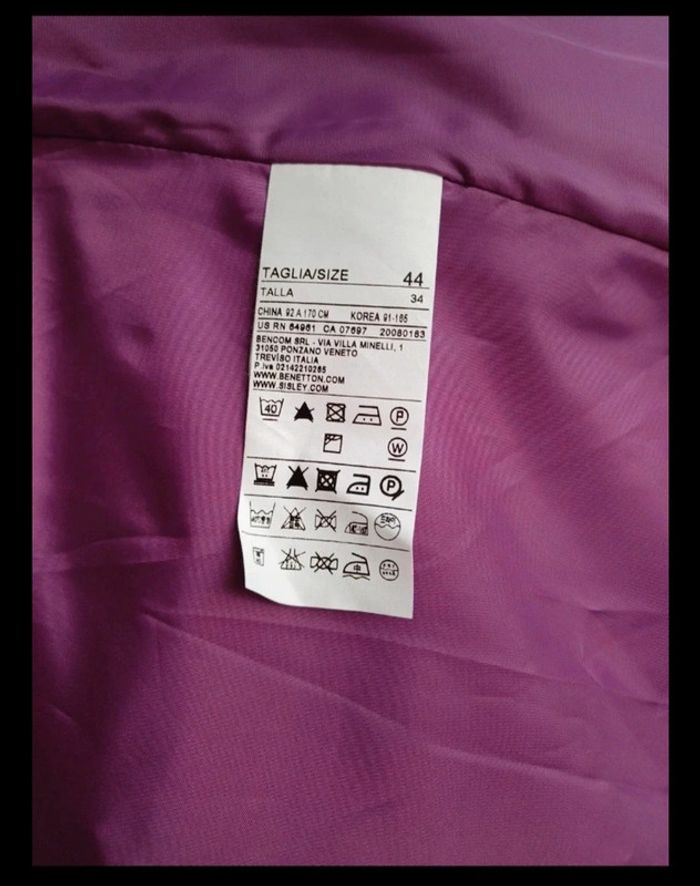 TAGLIA/SIZE 44
TALLA 34
CHINA 92 A 170 CM KOREA 91-165
US RN 64961 CA 07697 20080183
BENCOM SRL - VIA VILLA MINELLI, 1
31050 PONZANO VENETO
TREVISO ITALIA
P.Iva 02142210265
WWW.BENETTON.COM
WWW.SISLEY.COM
40 P
W
P